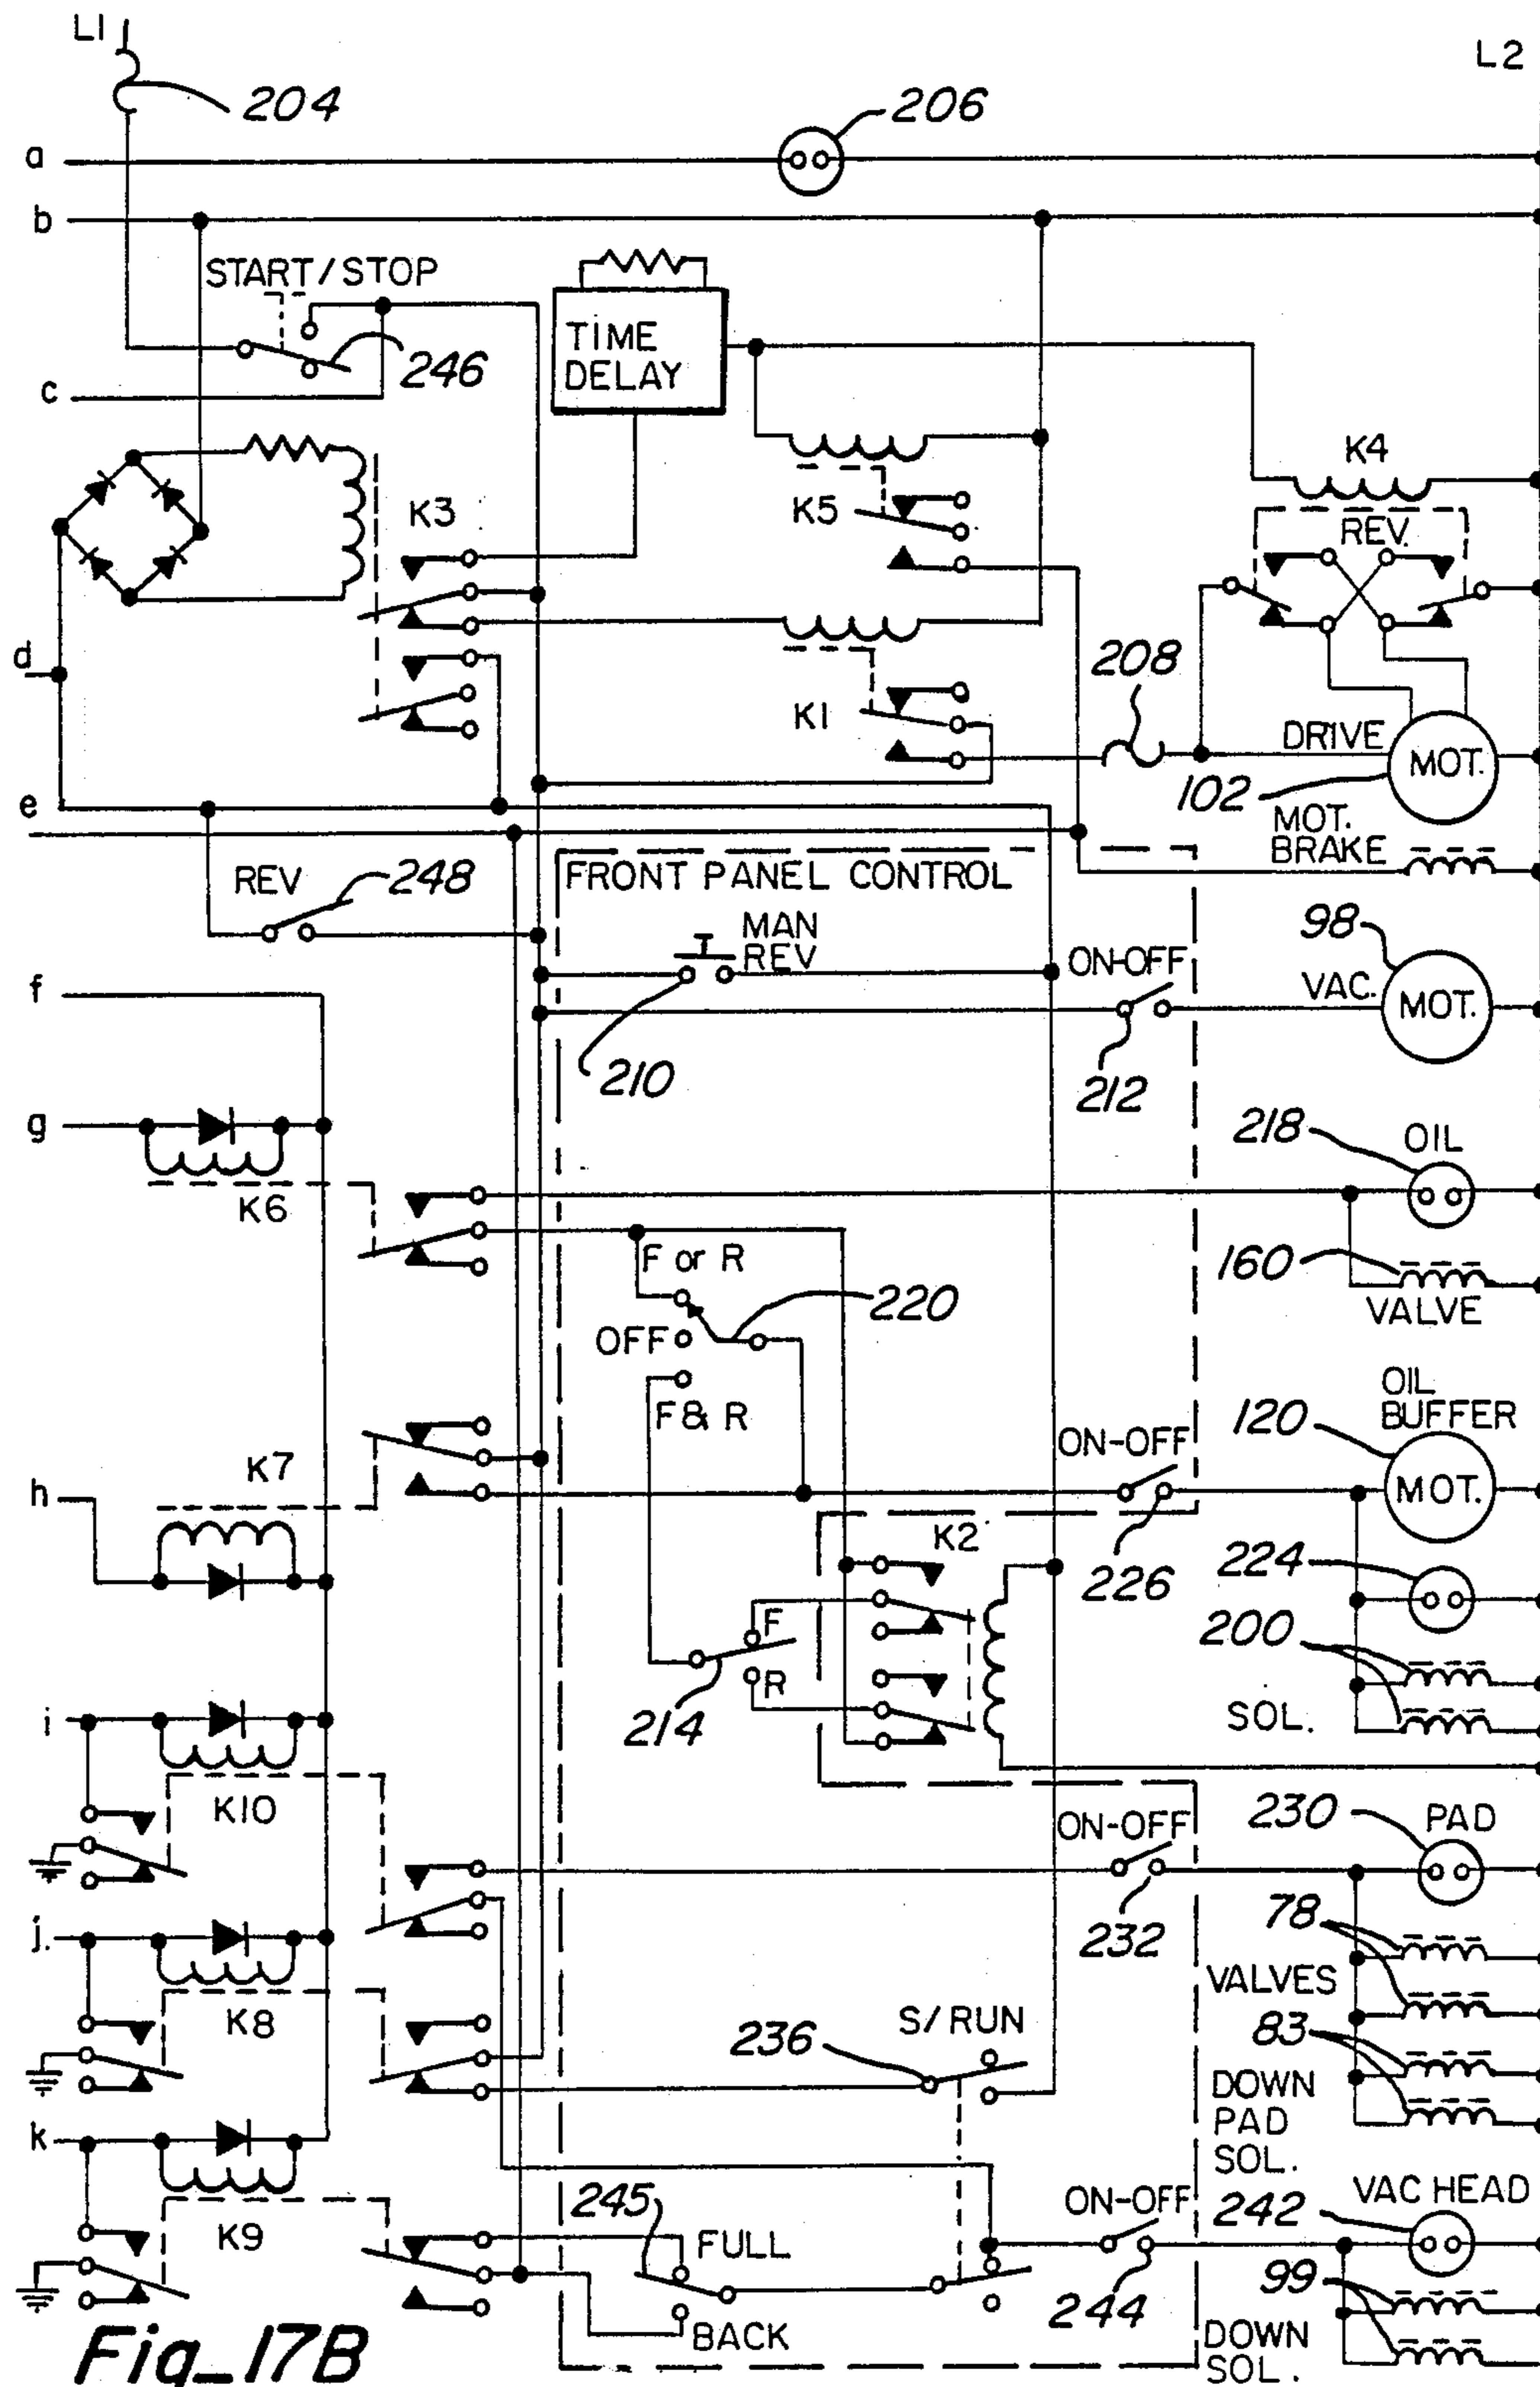 L1
L2
204
206
a
b
START/STOP
TIME
DELAY
246
c
K4
K3
K5
REV.
d
208
K1
DRIVE
MOT.
102
e
MOT.
BRAKE
REV
248
FRONT PANEL CONTROL
98
MAN
REV
ON-OFF
f
VAC.
MOT.
210
212
g
218
OIL
K6
F or R
160
220
VALVE
OFF
OIL
BUFFER
F & R
120
ON-OFF
K7
h
MOT.
K2
224
226
F
200
R
i
214
SOL.
K10
230
PAD
ON-OFF
78
j.
232
VALVES
K8
S/RUN
83
236
DOWN
PAD
SOL.
k
245
ON-OFF
VAC HEAD
242
K9
FULL
99
244
BACK
DOWN
SOL.
Fig_17B